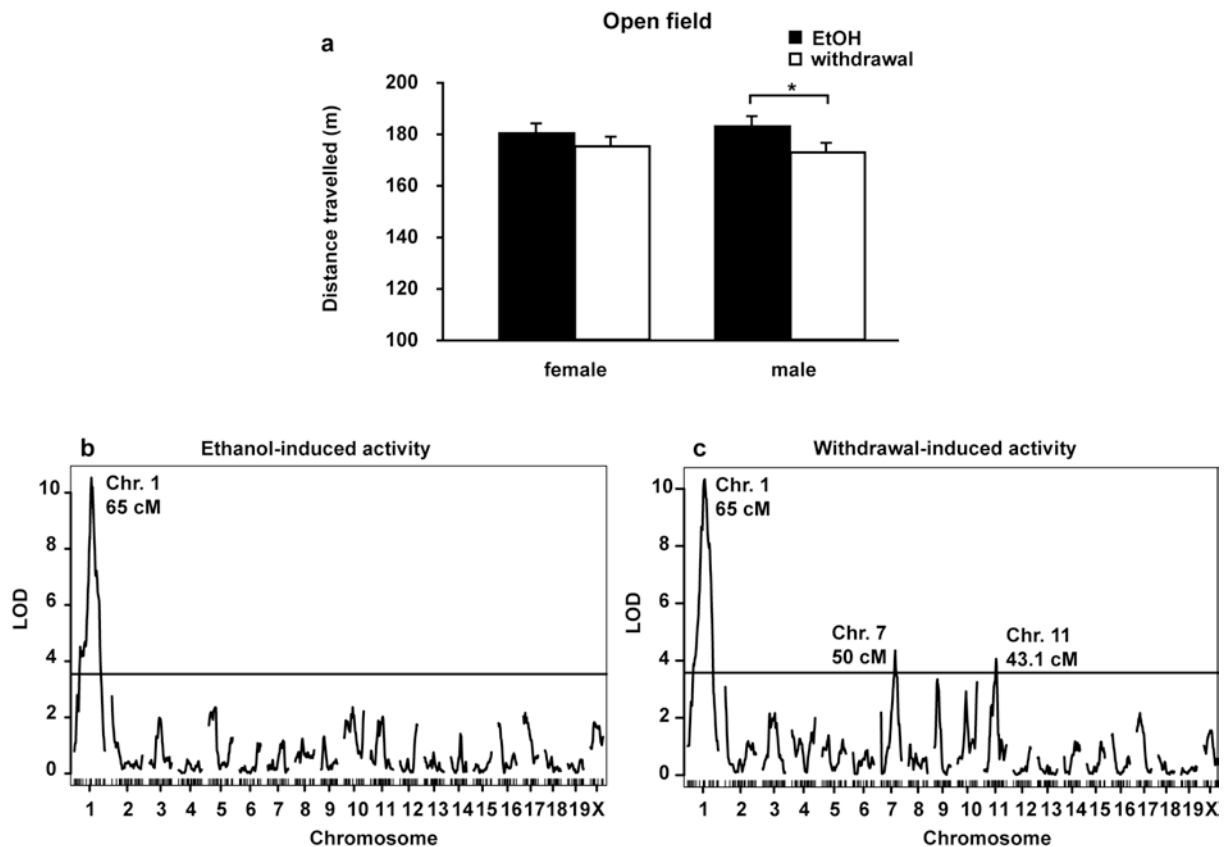 Open field
a
EtOH
withdrawal
*
Distance travelled (m)
200
180
160
140
120
100
female
male
b
Ethanol-induced activity
LOD
10
8
6
4
2
0
Chr. 1
65 cM
1 2 3 4 5 6 7 8 9 10 11 12 13 14 15 16 17 18 19 X
Chromosome
c
Withdrawal-induced activity
LOD
10
8
6
4
2
0
Chr. 1
65 cM
Chr. 7
50 cM
Chr. 11
43.1 cM
1 2 3 4 5 6 7 8 9 10 11 12 13 14 15 16 17 18 19 X
Chromosome